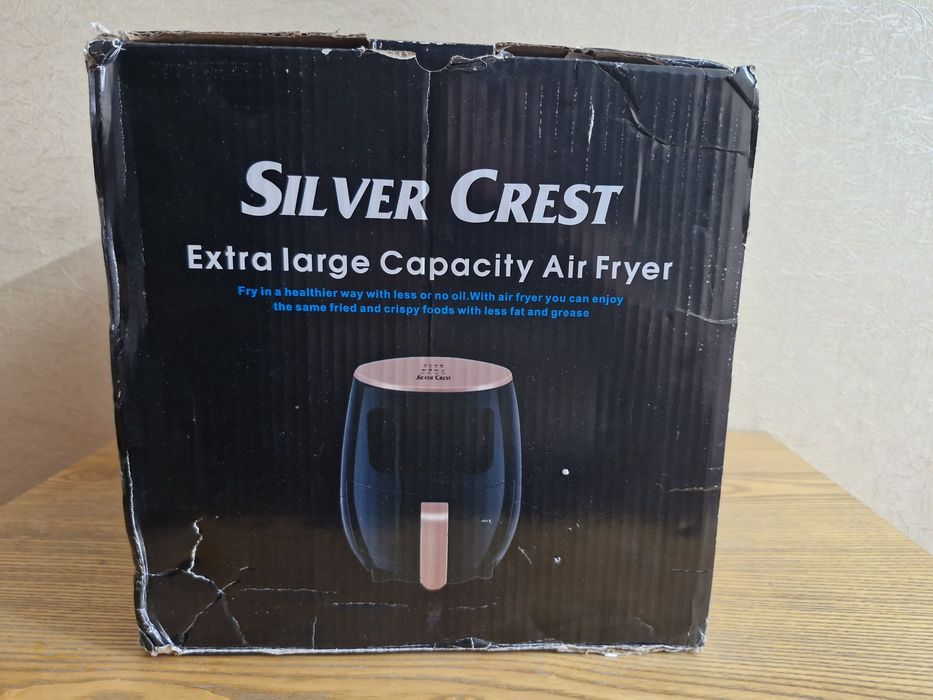 SILVER CREST
Extra large Capacity Air Fryer
Fry in a healthier way with less or no oil.With air fryer you can enjoy
the same fried and crispy foods with less fat and grease
SILVER CREST